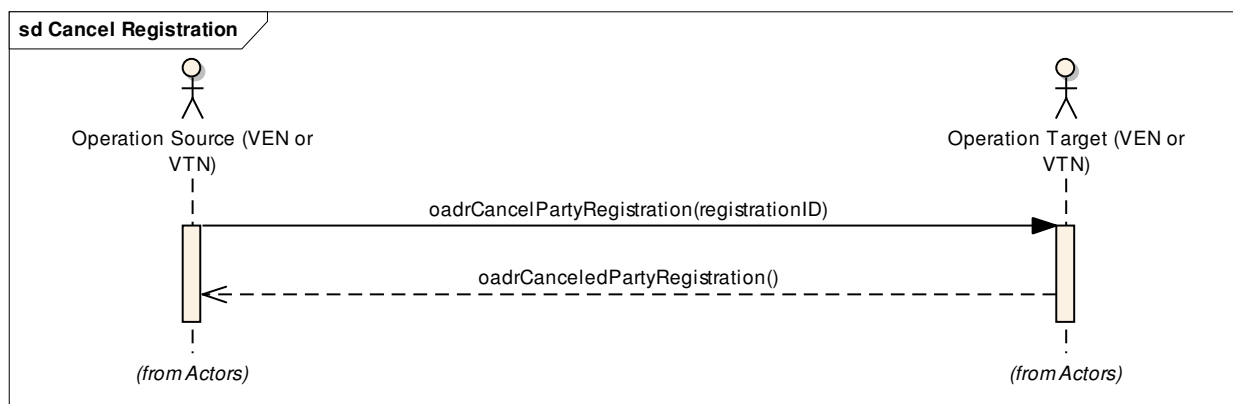 sd Cancel Registration
Operation Source (VEN or
VTN)
Operation Target (VEN or
VTN)
oadrCancelPartyRegistration(registrationID)
oadrCanceledPartyRegistration()
(from Actors)
(from Actors)